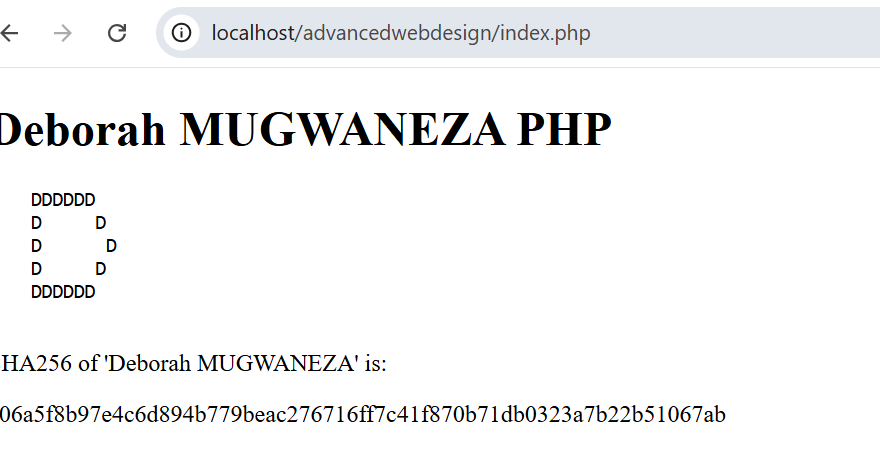 localhost/advancedwebdesign/index.php
Deborah MUGWANEZA PHP
DDDDDD
D     D
D      D
D     D
DDDDDD
HA256 of 'Deborah MUGWANEZA' is:
06a5f8b97e4c6d894b779beac276716ff7c41f870b71db0323a7b22b51067ab